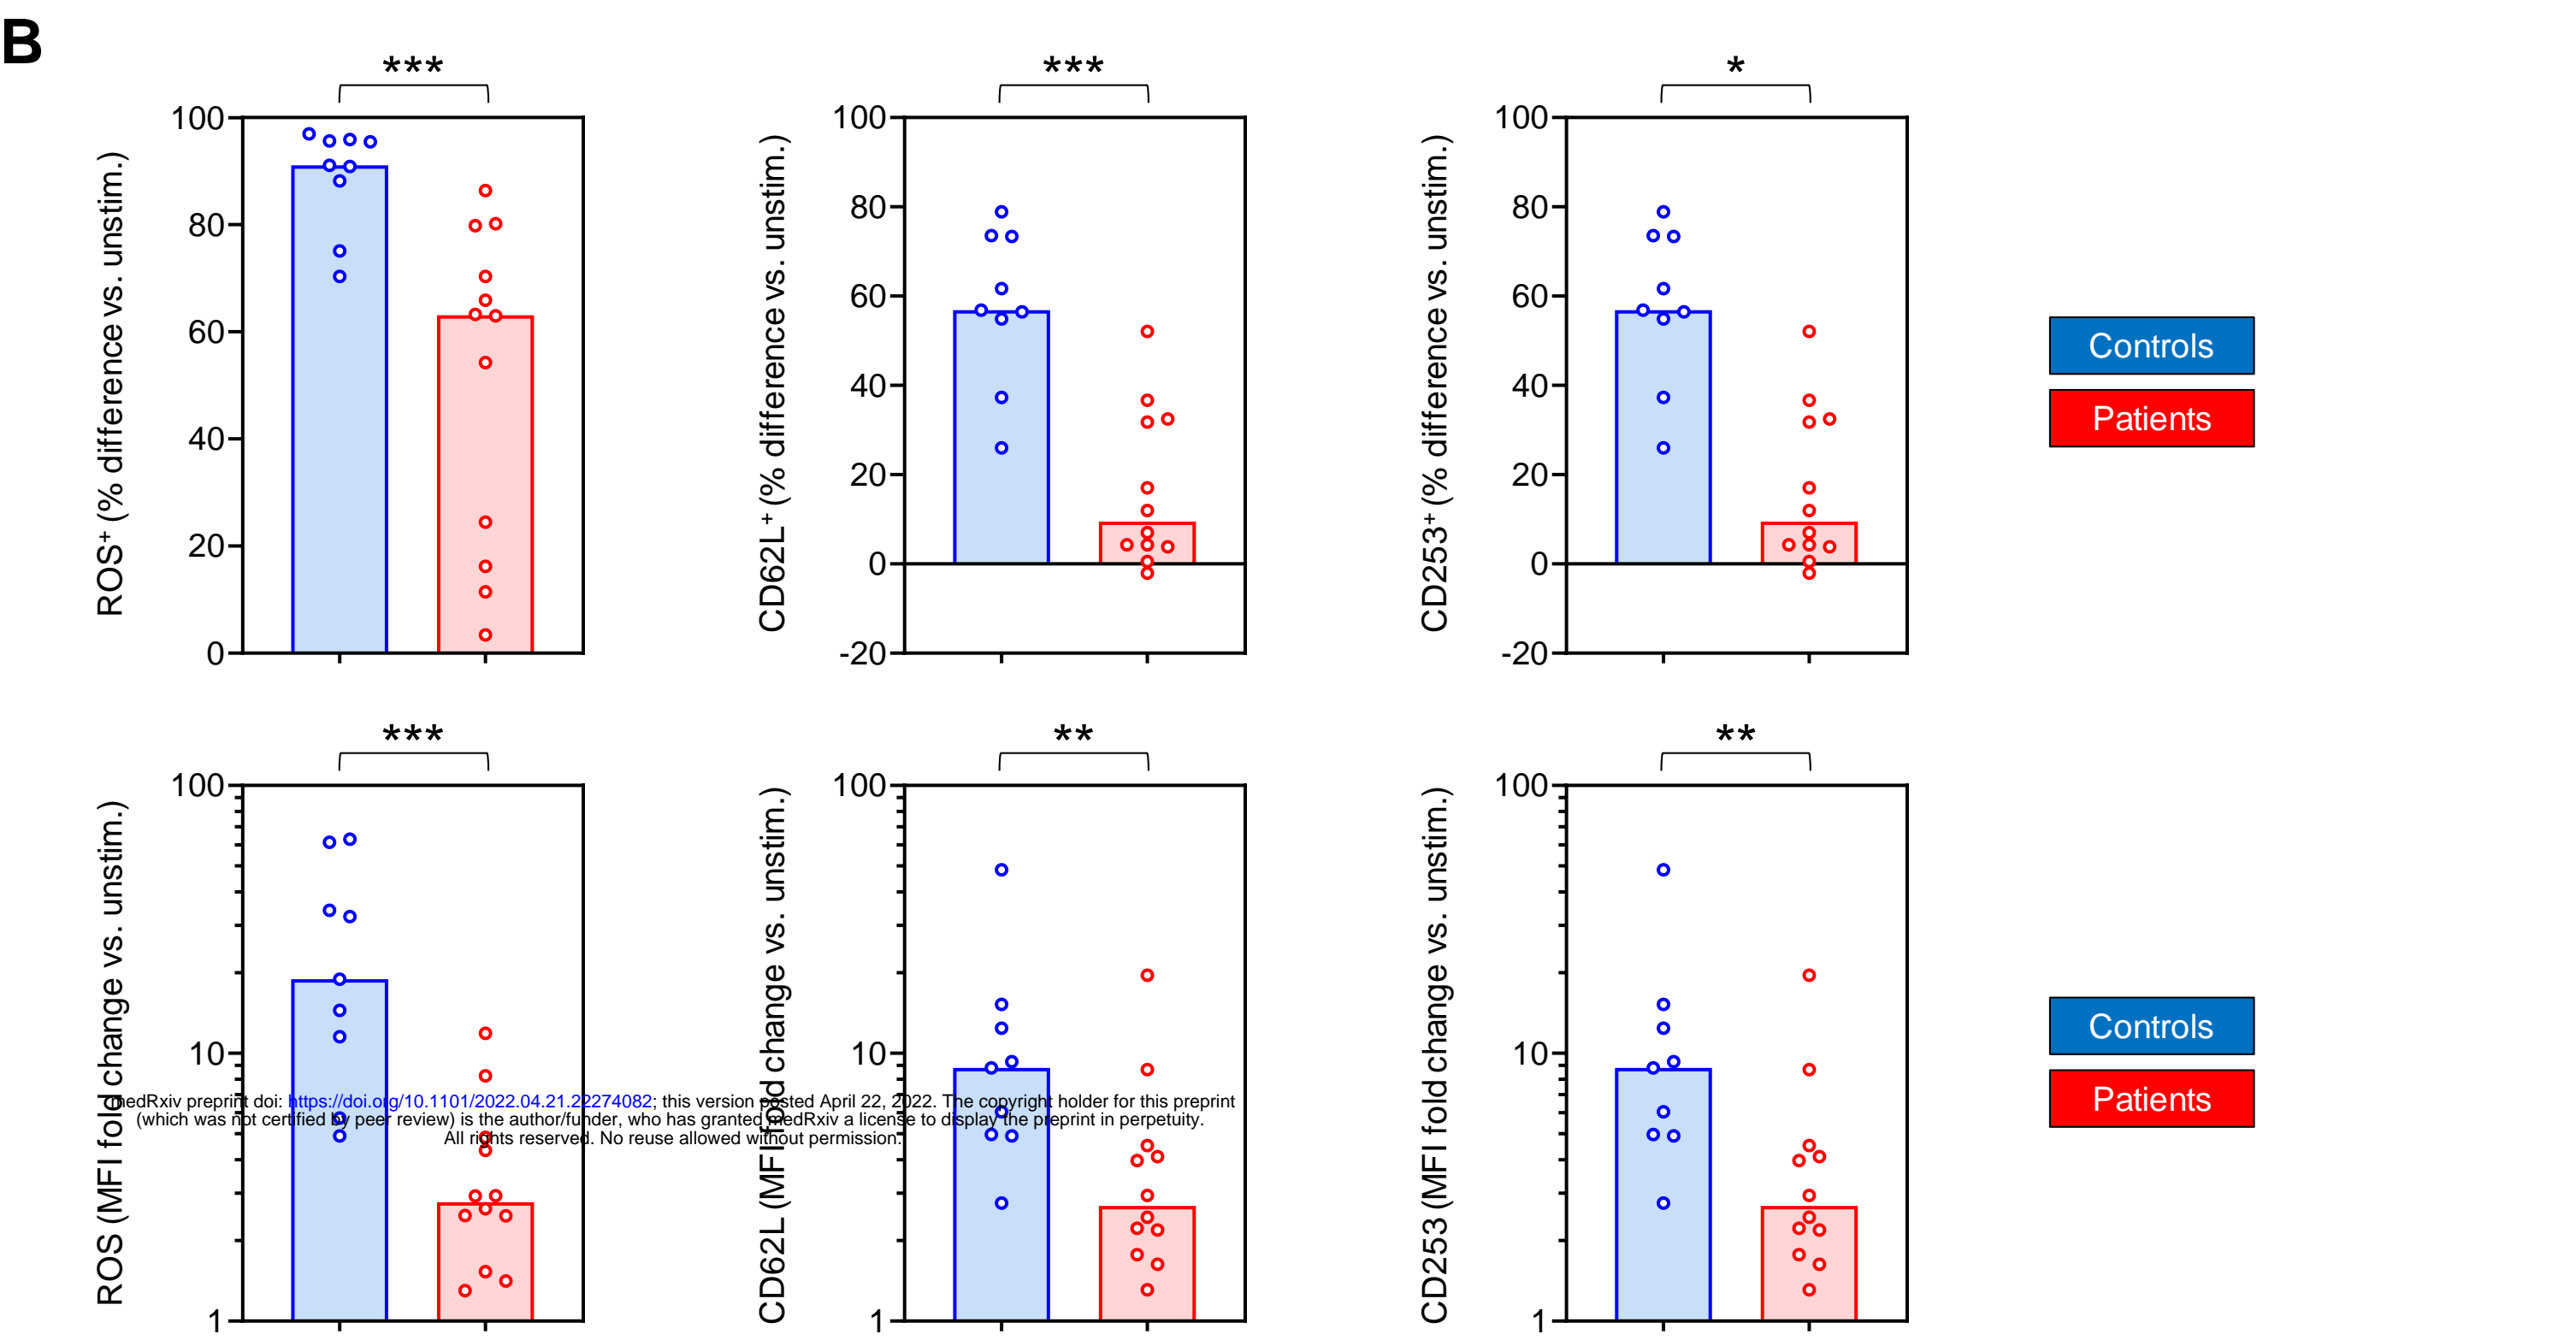 B
***
***
*
ROS⁺ (% difference vs. unstim.)
100
80
60
40
20
0
CD62L⁺ (% difference vs. unstim.)
100
80
60
40
20
0
-20
CD253⁺ (% difference vs. unstim.)
100
80
60
40
20
0
-20
Controls
Patients
***
**
**
ROS (MFI fold change vs. unstim.)
100
10
1
CD62L (MFI fold change vs. unstim.)
100
10
1
CD253 (MFI fold change vs. unstim.)
100
10
1
Controls
Patients
medRxiv preprint doi: https://doi.org/10.1101/2022.04.21.22274082; this version posted April 22, 2022. The copyright holder for this preprint
(which was not certified by peer review) is the author/funder, who has granted medRxiv a license to display the preprint in perpetuity.
All rights reserved. No reuse allowed without permission.